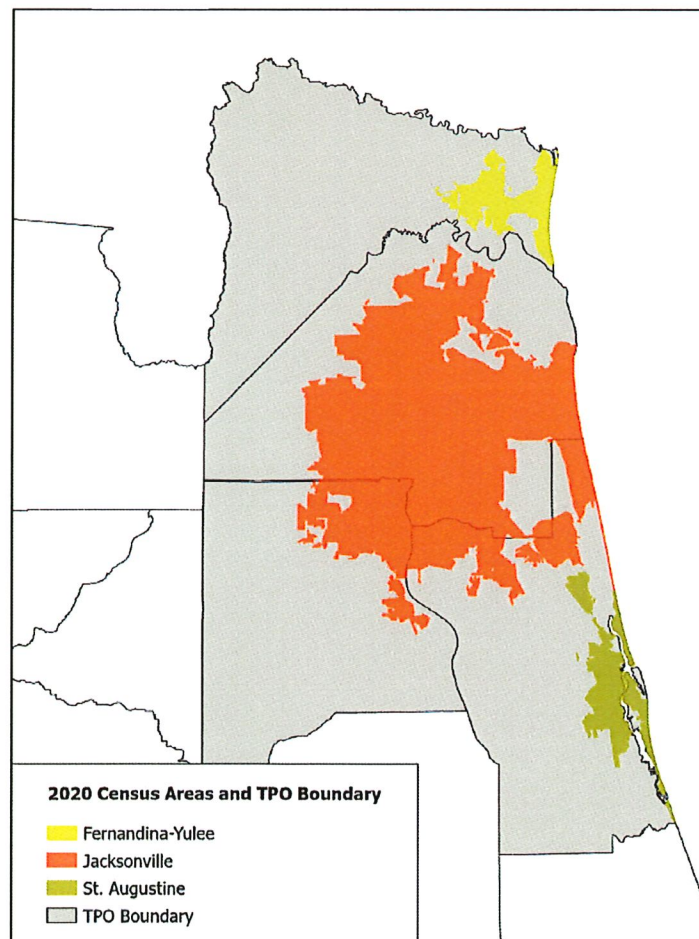 2020 Census Areas and TPO Boundary
Fernandina-Yulee
Jacksonville
St. Augustine
TPO Boundary